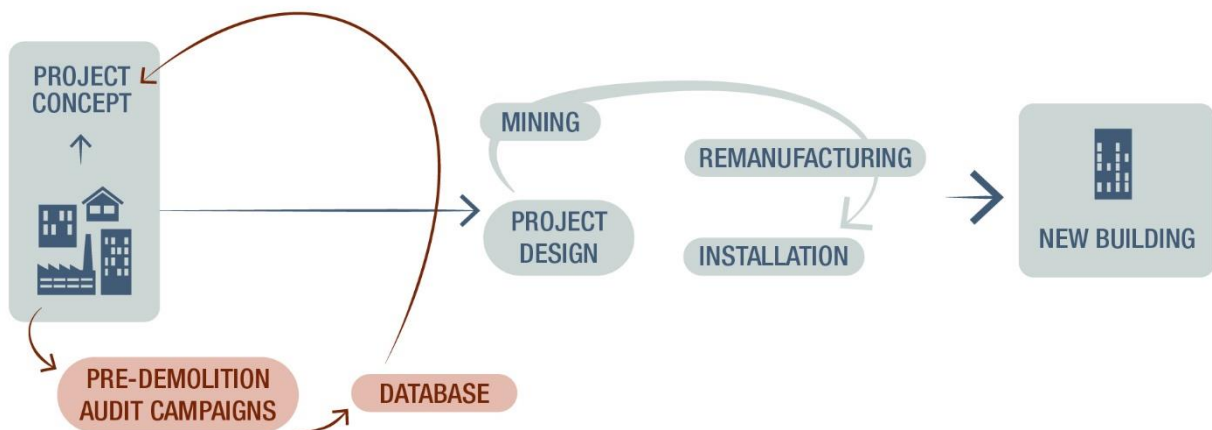 PROJECT
CONCEPT
MINING
REMANUFACTURING
PROJECT
DESIGN
INSTALLATION
NEW BUILDING
PRE-DEMOLITION
AUDIT CAMPAIGNS
DATABASE